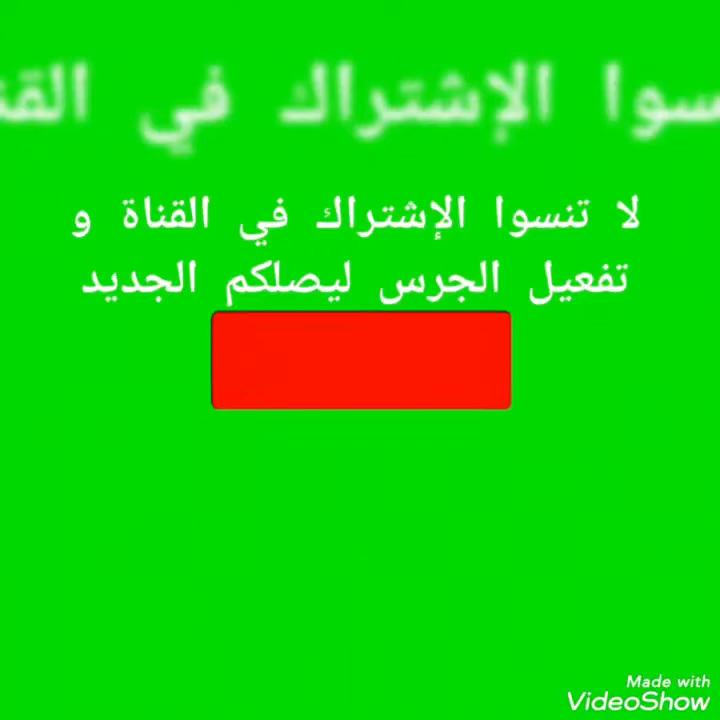 سوا الإشتراك في الق
لا تنسوا الإشتراك في القناة و
تفعيل الجرس ليصلكم الجديد
Made with
VideoShow